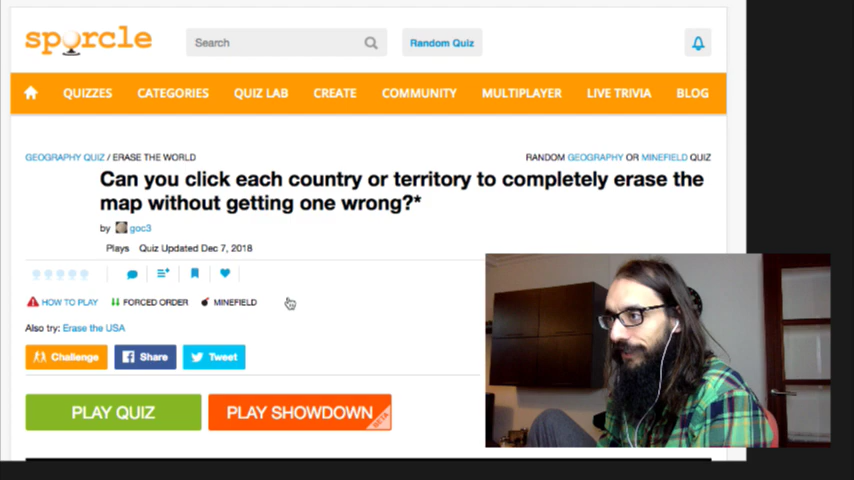 sporcle
Search
Random Quiz
QUIZZES CATEGORIES QUIZ LAB CREATE COMMUNITY MULTIPLAYER LIVE TRIVIA BLOG
GEOGRAPHY QUIZ / ERASE THE WORLD
RANDOM GEOGRAPHY OR MINEFIELD QUIZ
Can you click each country or territory to completely erase the
map without getting one wrong?*
by goc3
Plays Quiz Updated Dec 7, 2018
HOW TO PLAY FORCED ORDER MINEFIELD
Also try: Erase the USA
Challenge Share Tweet
PLAY QUIZ PLAY SHOWDOWN BETA